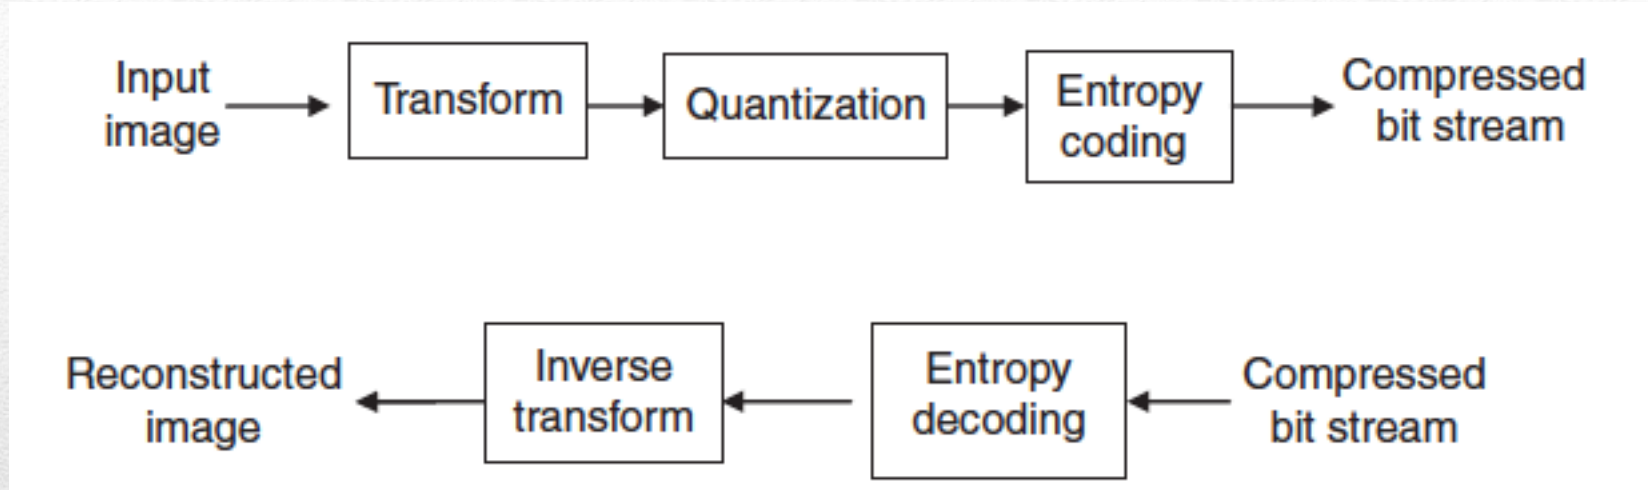 Input
image
Transform
Quantization
Entropy
coding
Compressed
bit stream
Reconstructed
image
Inverse
transform
Entropy
decoding
Compressed
bit stream